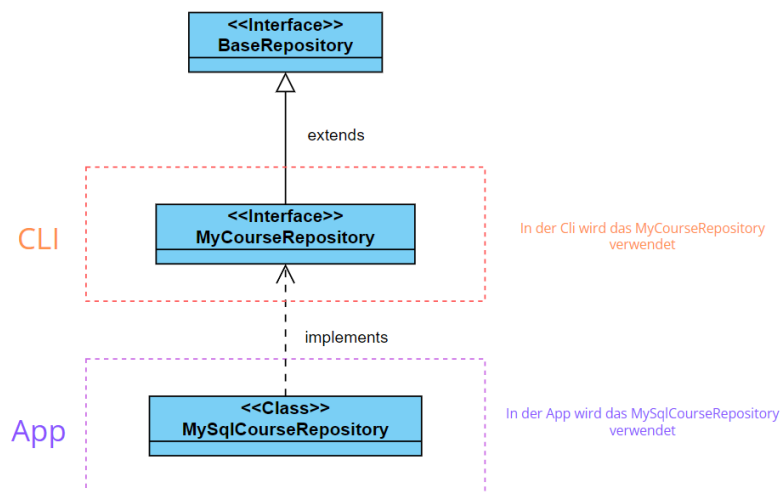 <<Interface>>
BaseRepository
extends
CLI
<<Interface>>
MyCourseRepository
In der Cli wird das MyCourseRepository
verwendet
implements
App
<<Class>>
MySqlCourseRepository
In der App wird das MySqlCourseRepository
verwendet